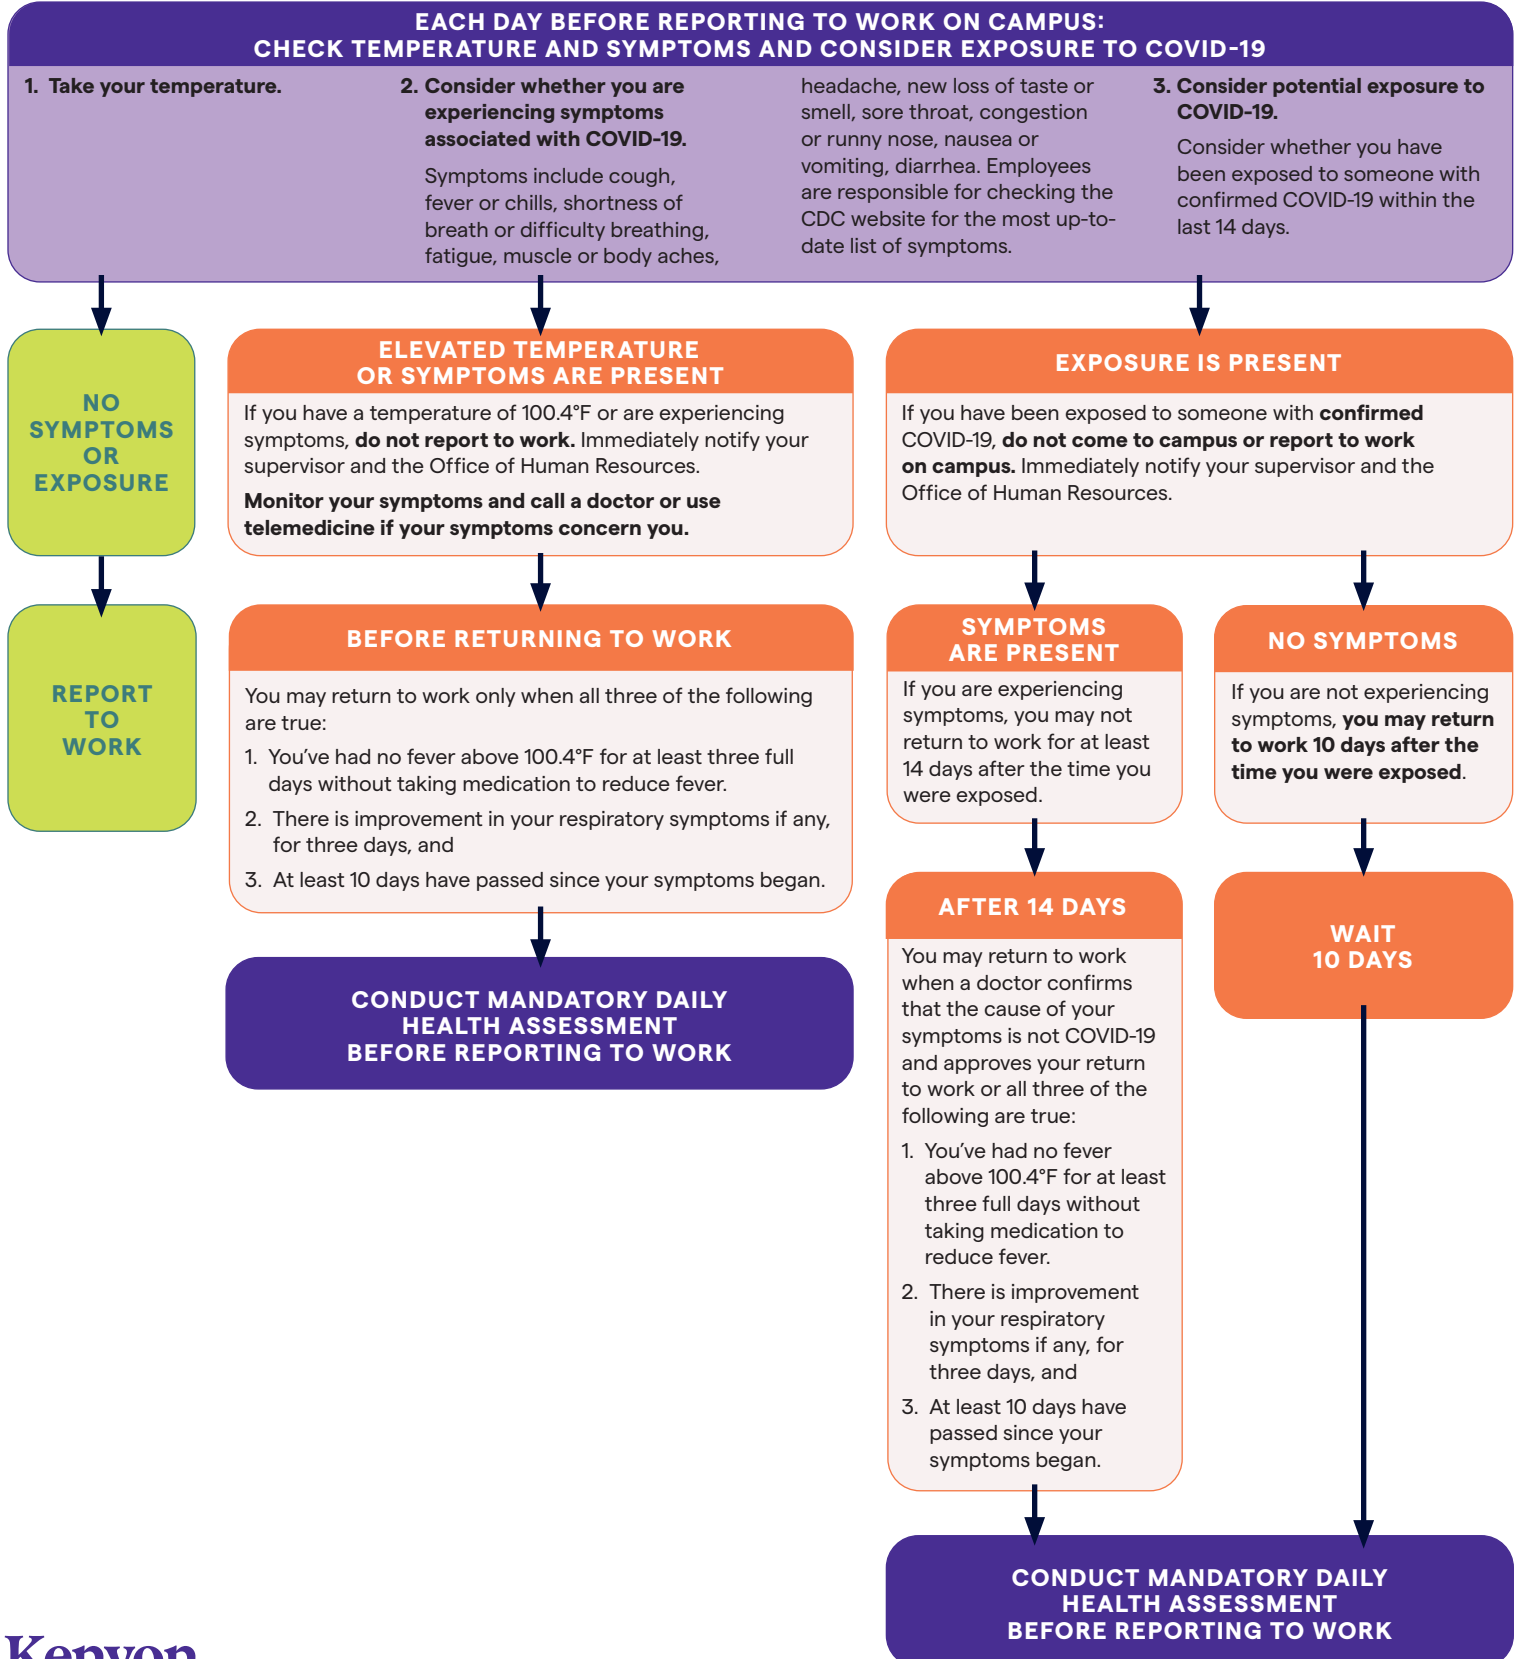 EACH DAY BEFORE REPORTING TO WORK ON CAMPUS:
CHECK TEMPERATURE AND SYMPTOMS AND CONSIDER EXPOSURE TO COVID-19
1. Take your temperature.
2. Consider whether you are
experiencing symptoms
associated with COVID-19.
Symptoms include cough,
fever or chills, shortness of
breath or difficulty breathing,
fatigue, muscle or body aches,
headache, new loss of taste or
smell, sore throat, congestion
or runny nose, nausea or
vomiting, diarrhea. Employees
are responsible for checking the
CDC website for the most up-to-
date list of symptoms.
3. Consider potential exposure to
COVID-19.
Consider whether you have
been exposed to someone with
confirmed COVID-19 within the
last 14 days.
NO
SYMPTOMS
OR
EXPOSURE
REPORT
TO
WORK
ELEVATED TEMPERATURE
OR SYMPTOMS ARE PRESENT
If you have a temperature of 100.4°F or are experiencing
symptoms, do not report to work. Immediately notify your
supervisor and the Office of Human Resources.
Monitor your symptoms and call a doctor or use
telemedicine if your symptoms concern you.
BEFORE RETURNING TO WORK
You may return to work only when all three of the following
are true:
1. You've had no fever above 100.4°F for at least three full
days without taking medication to reduce fever.
2. There is improvement in your respiratory symptoms if any,
for three days, and
3. At least 10 days have passed since your symptoms began.
CONDUCT MANDATORY DAILY
HEALTH ASSESSMENT
BEFORE REPORTING TO WORK
EXPOSURE IS PRESENT
If you have been exposed to someone with confirmed
COVID-19, do not come to campus or report to work
on campus. Immediately notify your supervisor and the
Office of Human Resources.
SYMPTOMS
ARE PRESENT
If you are experiencing
symptoms, you may not
return to work for at least
14 days after the time you
were exposed.
AFTER 14 DAYS
You may return to work
when a doctor confirms
that the cause of your
symptoms is not COVID-19
and approves your return
to work or all three of the
following are true:
1. You've had no fever
above 100.4°F for at least
three full days without
taking medication to
reduce fever.
2. There is improvement
in your respiratory
symptoms if any, for
three days, and
3. At least 10 days have
passed since your
symptoms began.
NO SYMPTOMS
If you are not experiencing
symptoms, you may return
to work 10 days after the
time you were exposed.
WAIT
10 DAYS
CONDUCT MANDATORY DAILY
HEALTH ASSESSMENT
BEFORE REPORTING TO WORK
Kenyon